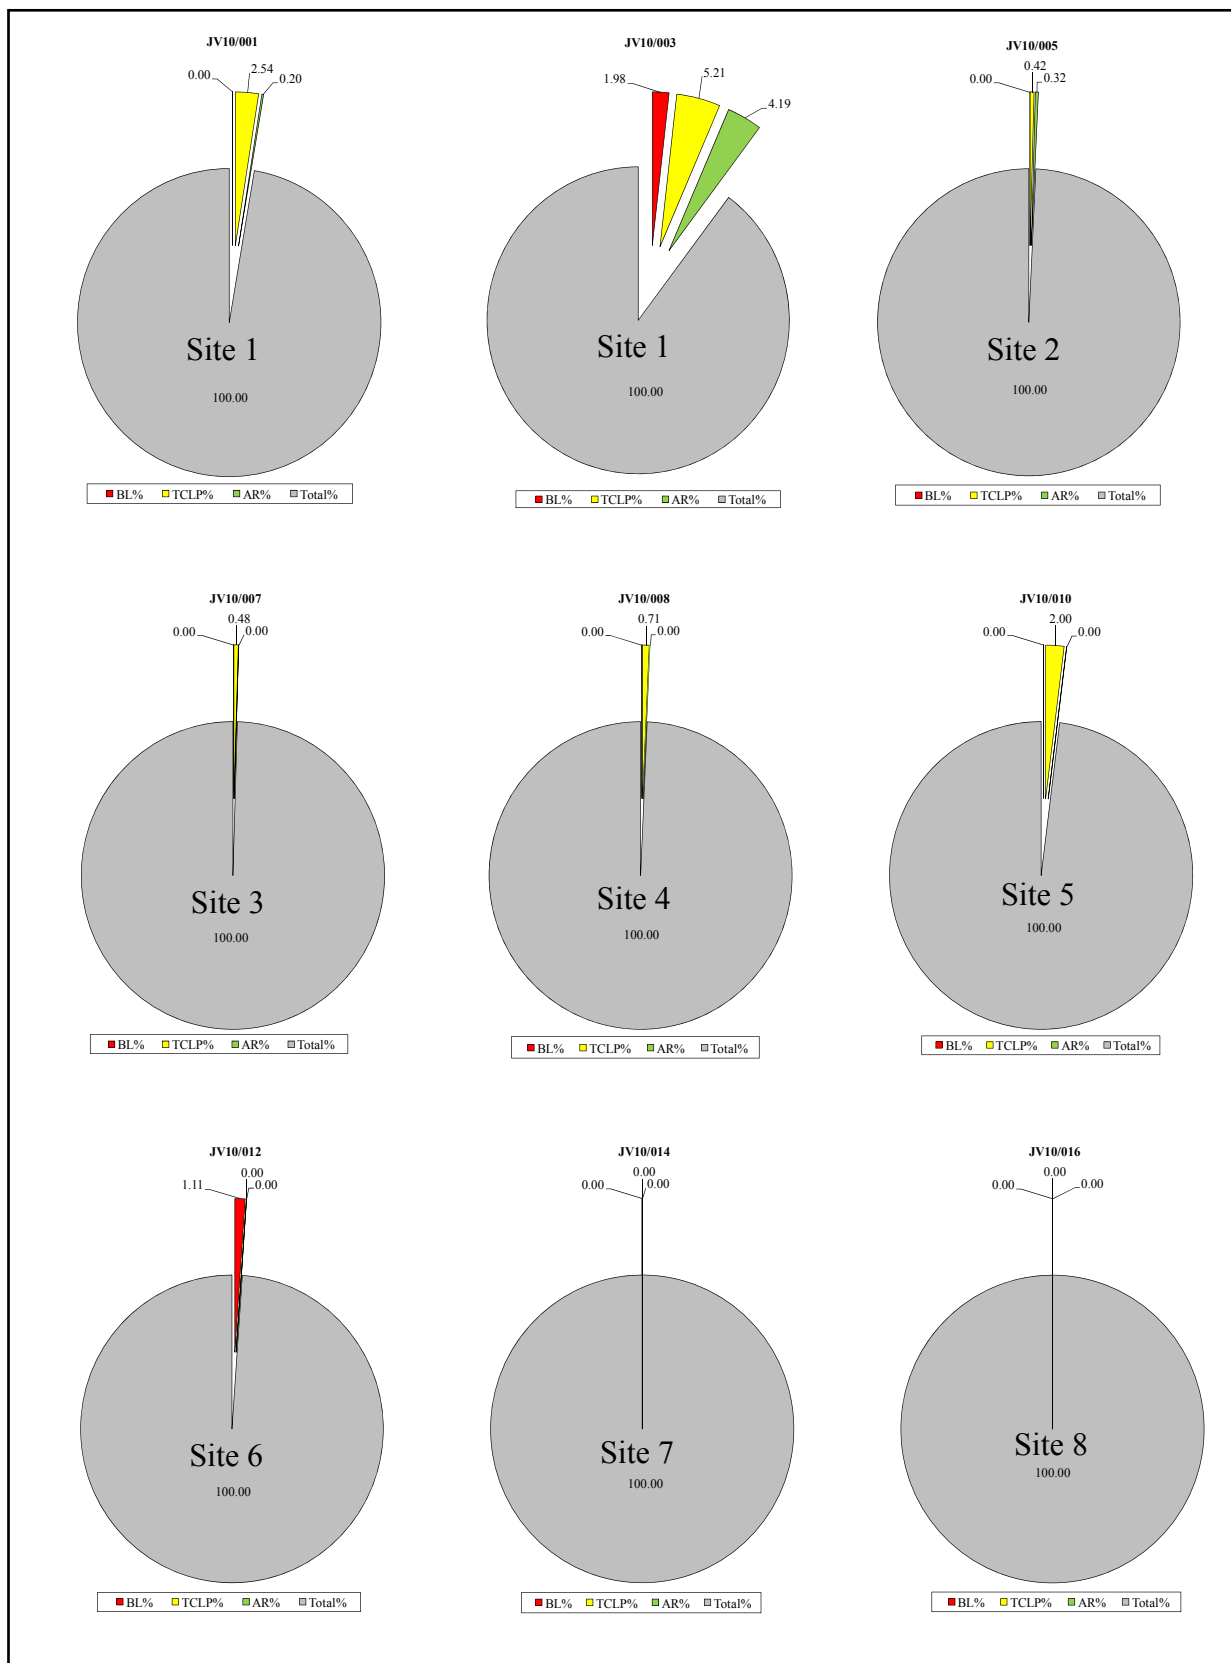 JV10/001
0.00 2.54 0.20
Site 1
100.00
BL% TCLP% AR% Total%
JV10/003
1.98 5.21 4.19
Site 1
100.00
BL% TCLP% AR% Total%
JV10/005
0.00 0.42 0.32
Site 2
100.00
BL% TCLP% AR% Total%
JV10/007
0.00 0.48 0.00
Site 3
100.00
BL% TCLP% AR% Total%
JV10/008
0.00 0.71 0.00
Site 4
100.00
BL% TCLP% AR% Total%
JV10/010
0.00 2.00 0.00
Site 5
100.00
BL% TCLP% AR% Total%
JV10/012
1.11 0.00 0.00
Site 6
100.00
BL% TCLP% AR% Total%
JV10/014
0.00 0.00 0.00
Site 7
100.00
BL% TCLP% AR% Total%
JV10/016
0.00 0.00 0.00
Site 8
100.00
BL% TCLP% AR% Total%